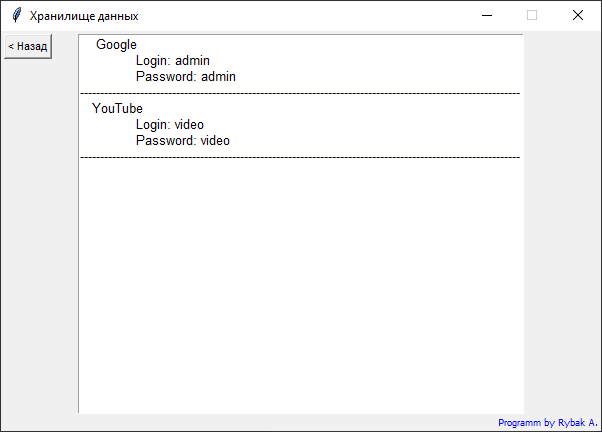 Хранилище данных
< Назад
Google
Login: admin
Password: admin
YouTube
Login: video
Password: video
Programm by Rybak A.